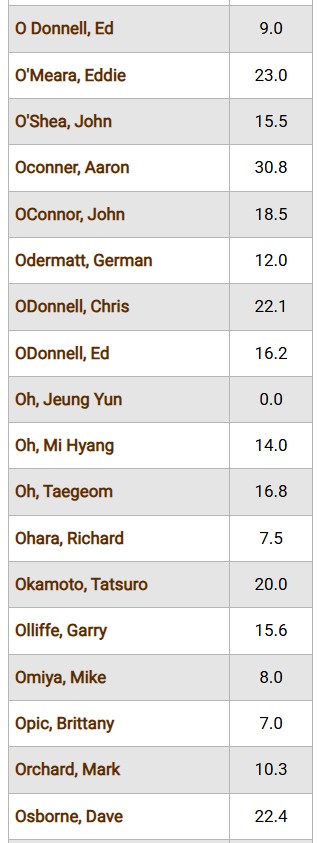 O Donnell, Ed 9.0
O'Meara, Eddie 23.0
O'Shea, John 15.5
Oconner, Aaron 30.8
OConnor, John 18.5
Odermatt, German 12.0
ODonnell, Chris 22.1
ODonnell, Ed 16.2
Oh, Jeung Yun 0.0
Oh, Mi Hyang 14.0
Oh, Taegeom 16.8
Ohara, Richard 7.5
Okamoto, Tatsuro 20.0
Olliffe, Garry 15.6
Omiya, Mike 8.0
Opic, Brittany 7.0
Orchard, Mark 10.3
Osborne, Dave 22.4